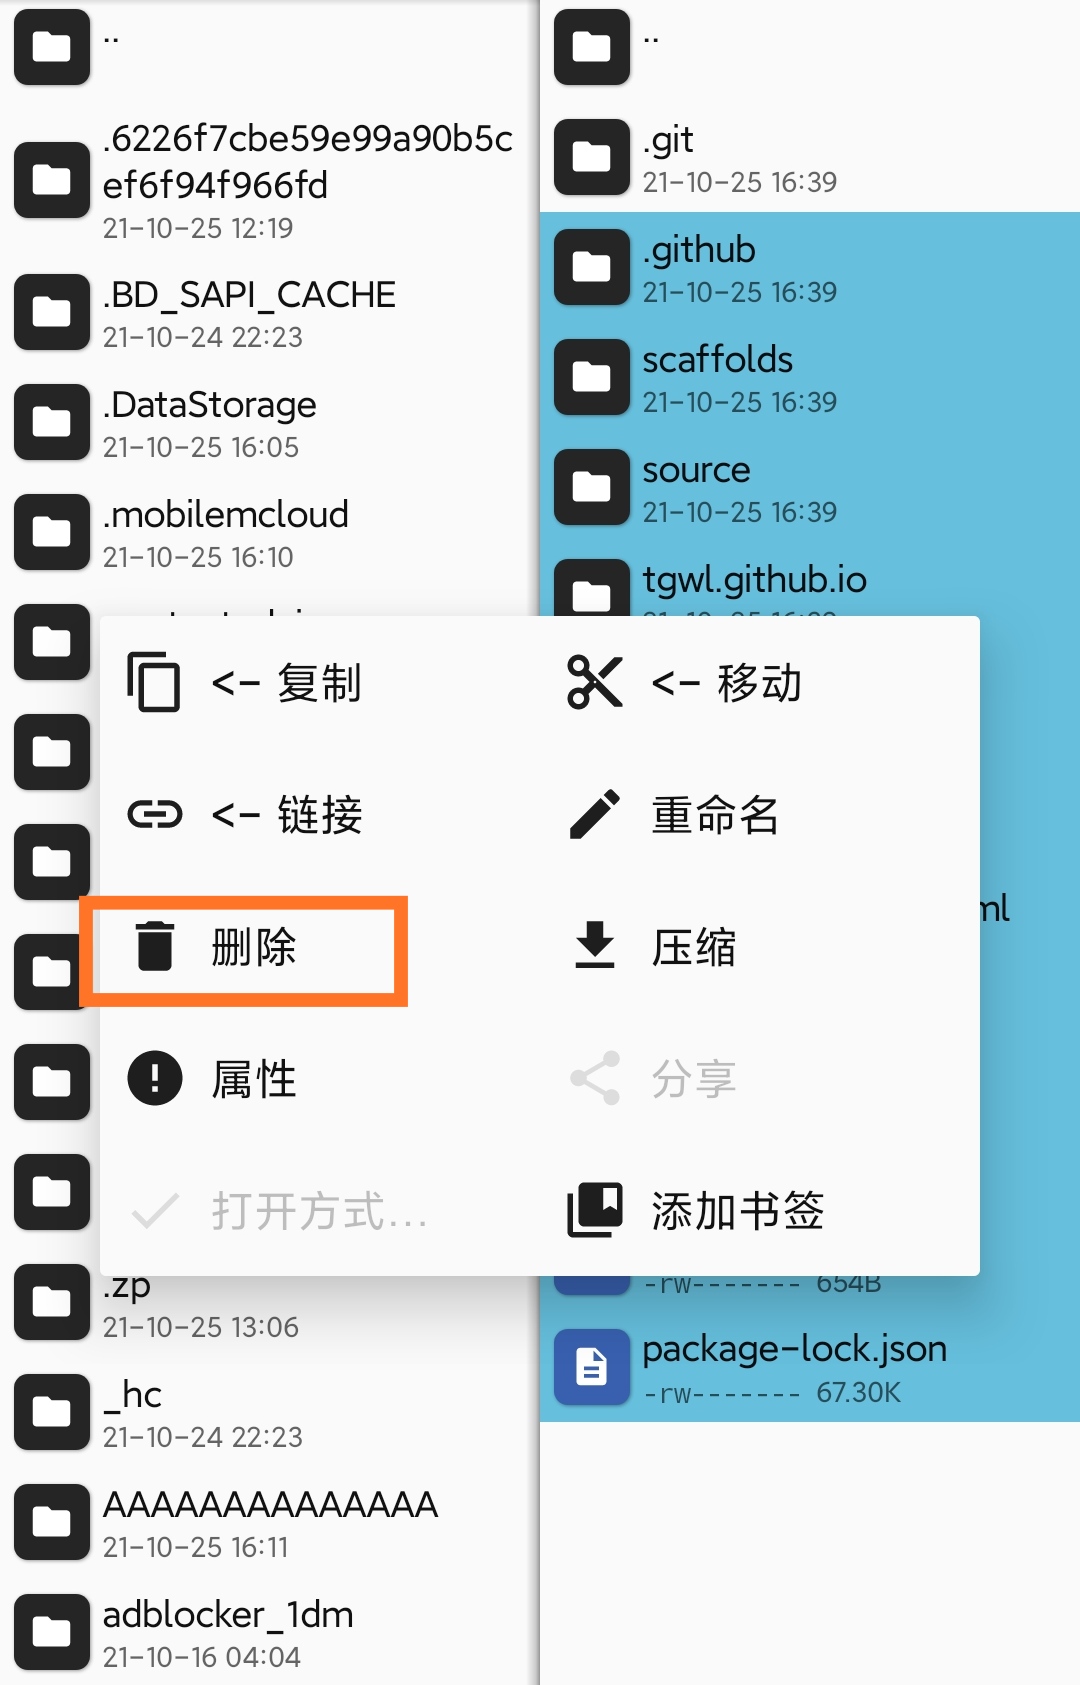 ..
.6226f7cbe59e99a90b5c
ef6f94f966fd
21-10-25 12:19
.BD_SAPI_CACHE
21-10-24 22:23
.DataStorage
21-10-25 16:05
.mobilemcloud
21-10-25 16:10
..
.git
21-10-25 16:39
.github
21-10-25 16:39
scaffolds
21-10-25 16:39
source
21-10-25 16:39
tgwl.github.io
<- 复制
<- 移动
<- 链接
重命名
删除
压缩
属性
分享
打开方式...
添加书签
ml
.zp
21-10-25 13:06
_hc
21-10-24 22:23
AAAAAAAAAAAAAA
21-10-25 16:11
adblocker_1dm
21-10-16 04:04
-rw------- 654B
package-lock.json
-rw------- 67.30K